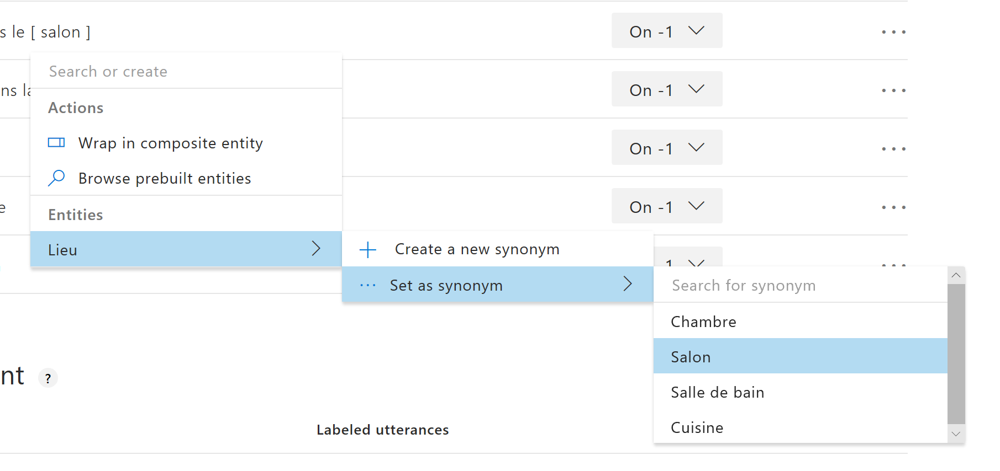 s le [ salon ]
On -1
Search or create
ns la
On -1
Actions
Wrap in composite entity
On -1
Browse prebuilt entities
e
On -1
Entities
Lieu
Create a new synonym
1
Set as synonym
Search for synonym
Chambre
Salon
Salle de bain
Cuisine
nt ?
Labeled utterances